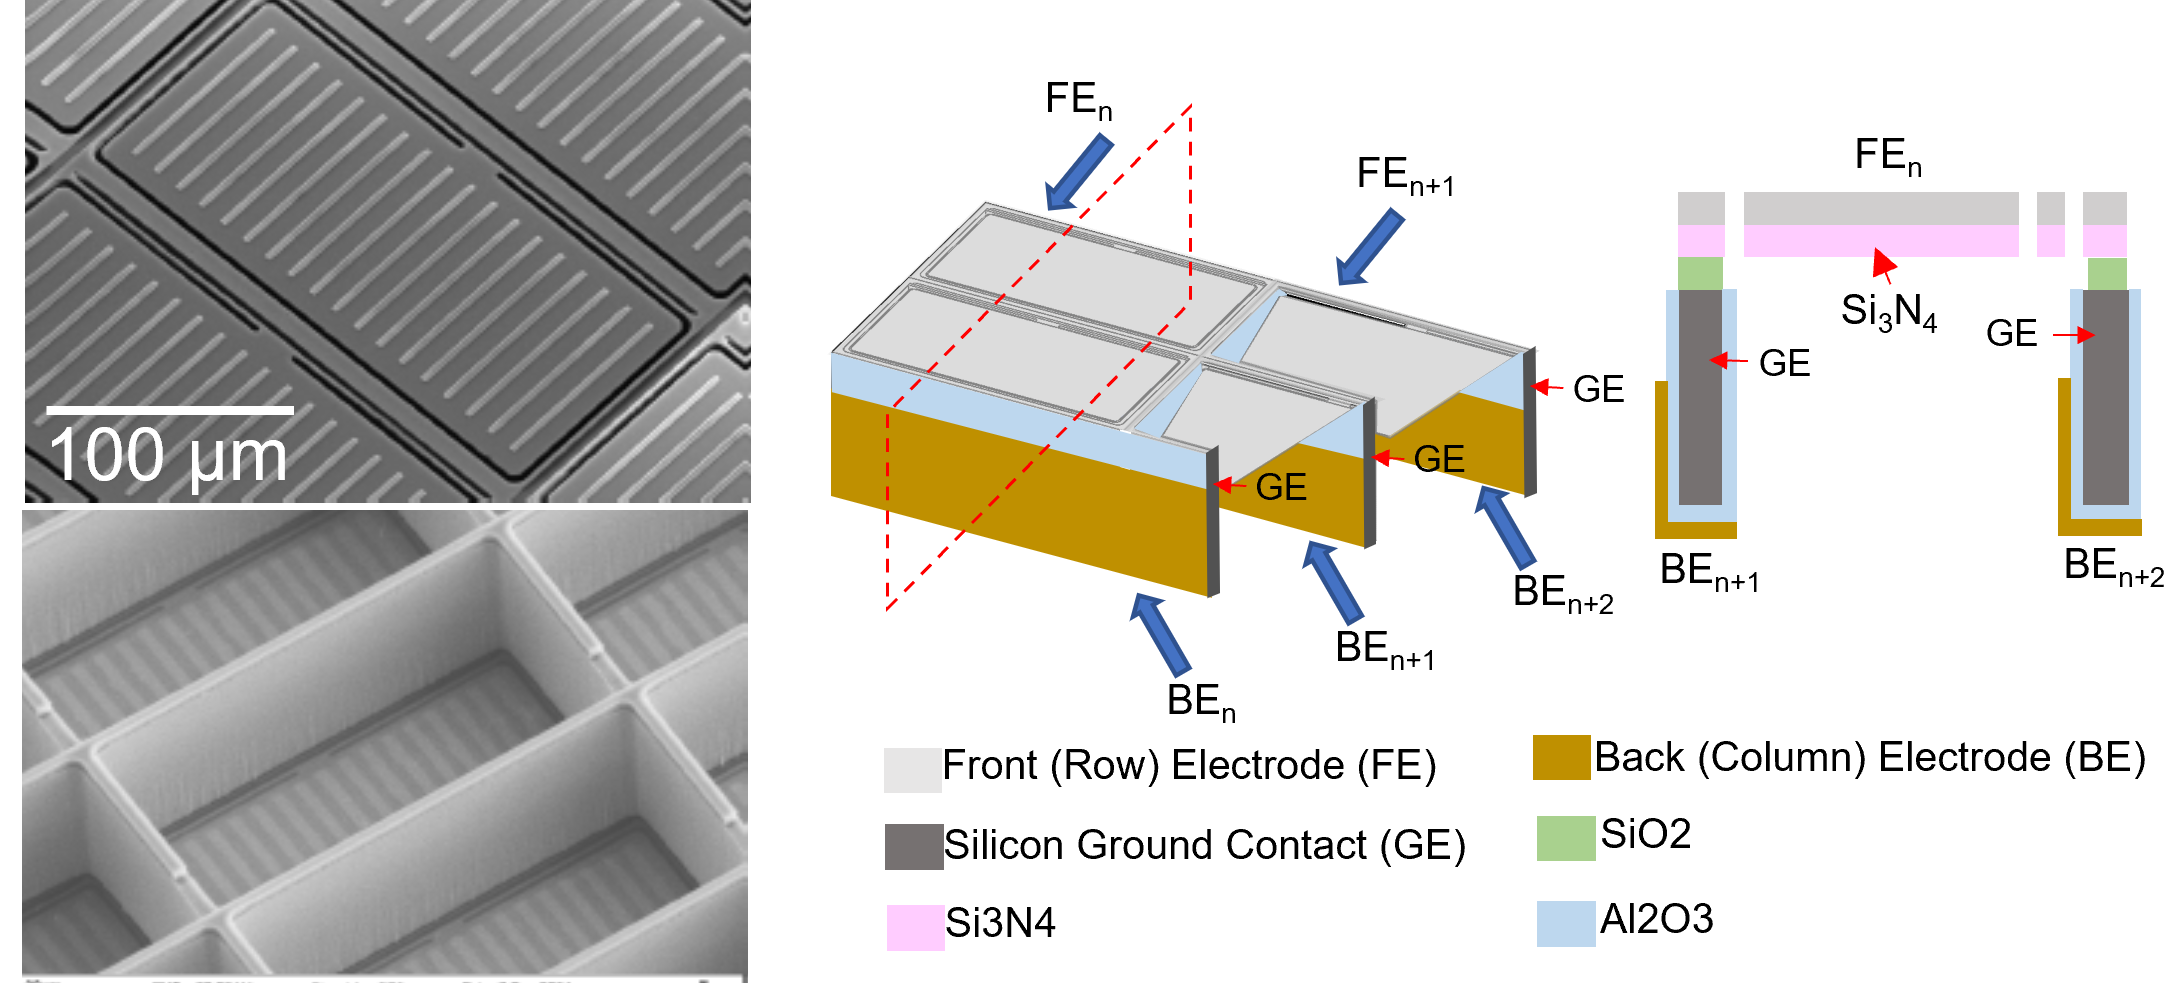 100 μm
FEn
FEn+1
GE
GE
GE
BEn+2
BEn+1
BEn
FEn
Si3N4
GE
GE
BEn+1
BEn+2
Front (Row) Electrode (FE)
Back (Column) Electrode (BE)
Silicon Ground Contact (GE)
SiO2
Si3N4
Al2O3